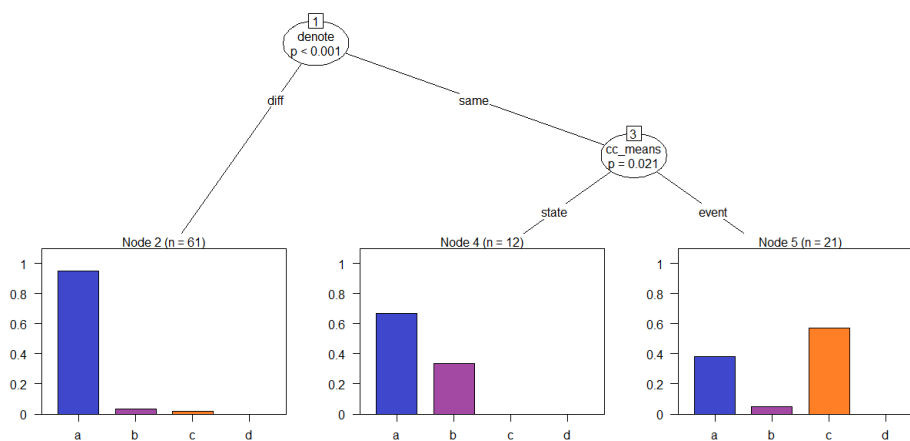 1
denote
p < 0.001
diff
same
3
cc_means
p = 0.021
state
event
Node 2 (n = 61)
1
0.8
0.6
0.4
0.2
0
a b c d
Node 4 (n = 12)
1
0.8
0.6
0.4
0.2
0
a b c d
Node 5 (n = 21)
1
0.8
0.6
0.4
0.2
0
a b c d